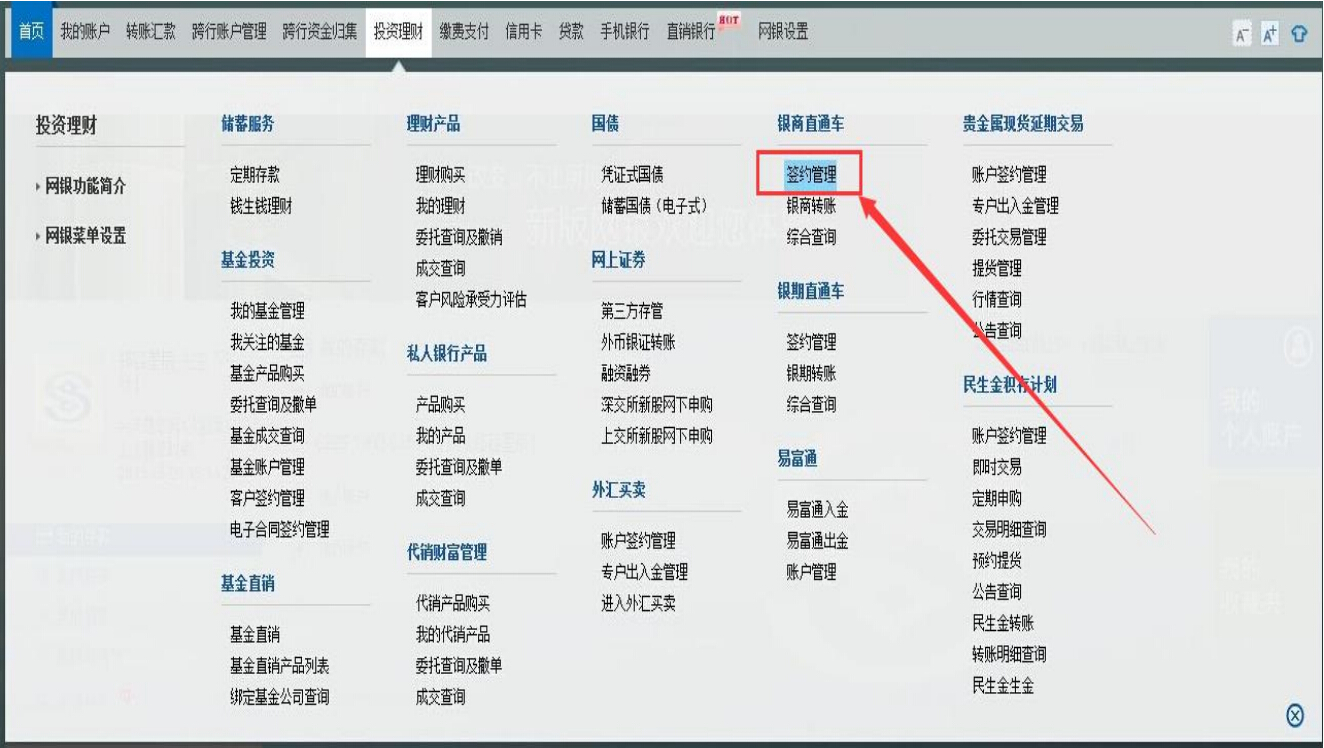 首页 我的账户 转账汇款 跨行账户管理 跨行资金归集 投资理财 缴费支付 信用卡 贷款 手机银行 直销银行 HOT 网银设置 A- A+
投资理财
网银功能简介
网银菜单设置
储蓄服务
定期存款
钱生钱理财
基金投资
我的基金管理
我关注的基金
基金产品购买
委托查询及撤单
基金成交查询
基金账户管理
客户签约管理
电子合同签约管理
基金直销
基金直销
基金直销产品列表
绑定基金公司查询
理财产品
理财购买
我的理财
委托查询及撤销
成交查询
客户风险承受力评估
私人银行产品
产品购买
我的产品
委托查询及撤单
成交查询
代销财富管理
代销产品购买
我的代销产品
委托查询及撤单
成交查询
国债
凭证式国债
储蓄国债（电子式）
网上证券
第三方存管
外币银证转账
融资融券
深交所新股网下申购
上交所新股网下申购
外汇买卖
账户签约管理
专户出入金管理
进入外汇买卖
银商直通车
签约管理
银商转账
综合查询
银期直通车
签约管理
银期转账
综合查询
易富通
易富通入金
易富通出金
账户管理
贵金属现货延期交易
账户签约管理
专户出入金管理
委托交易管理
提货管理
行情查询
公告查询
民生金积存计划
账户签约管理
即时交易
定期申购
交易明细查询
预约提货
公告查询
民生金转账
转账明细查询
民生金生金
我的
个人账户